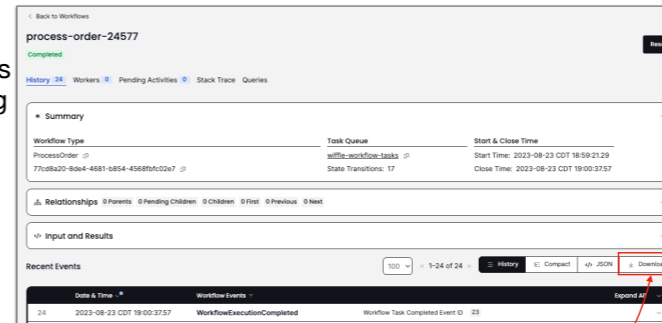 < Back to Workflows
process-order-24577
Completed
History 24 Workers 0 Pending Activities 0 Stack Trace Queries
Summary
Workflow Type Task Queue Start & Close Time
ProcessOrder wiffle-workflow-tasks Start Time: 2023-08-23 CDT 18:59:21.29
77cd8a20-8de4-4681-b854-4568fbfc02e7 State Transitions: 17 Close Time: 2023-08-23 CDT 19:00:37.57
Relationships 0 Parents 0 Pending Children 0 Children 0 First 0 Previous 0 Next
</> Input and Results
Recent Events 100 < 1-24 of 24 > History Compact </> JSON Downloa
Date & Time Workflow Events Expand All
24 2023-08-23 CDT 19:00:37.57 WorkflowExecutionCompleted Workflow Task Completed Event ID 23